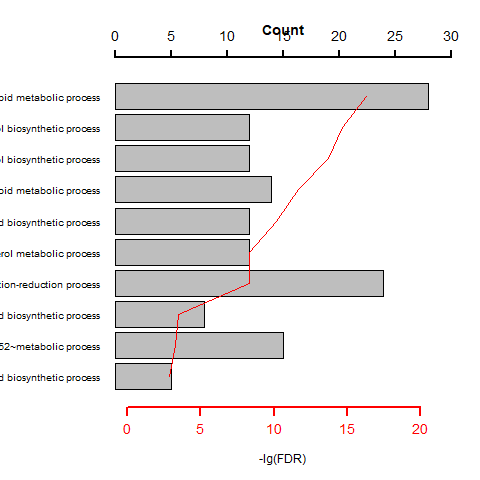 Count
0 5 10 15 20 25 30
oid metabolic process
ol biosynthetic process
ol biosynthetic process
oid metabolic process
d biosynthetic process
erol metabolic process
tion-reduction process
d biosynthetic process
52~metabolic process
d biosynthetic process
0 5 10 15 20
-lg(FDR)